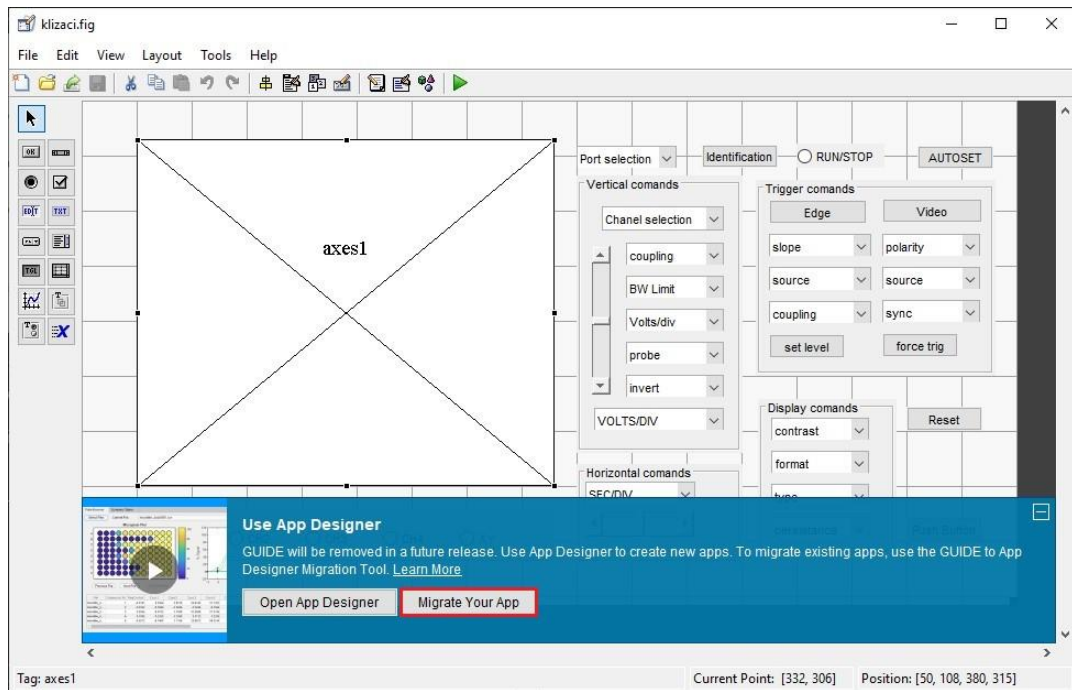 klizaci.fig
File Edit View Layout Tools Help
OK
EDIT TXT
TGL
axes1
Port selection Identification RUN/STOP AUTOSET
Vertical comands
Chanel selection
coupling
BW Limit
Volts/div
probe
invert
VOLTS/DIV
Trigger comands
Edge Video
slope polarity
source source
coupling sync
set level force trig
Display comands
contrast
format
type
Reset
Horizontal comands
SEC/DIV
Use App Designer
GUIDE will be removed in a future release. Use App Designer to create new apps. To migrate existing apps, use the GUIDE to App
Designer Migration Tool. Learn More
Open App Designer Migrate Your App
Tag: axes1 Current Point: [332, 306] Position: [50, 108, 380, 315]